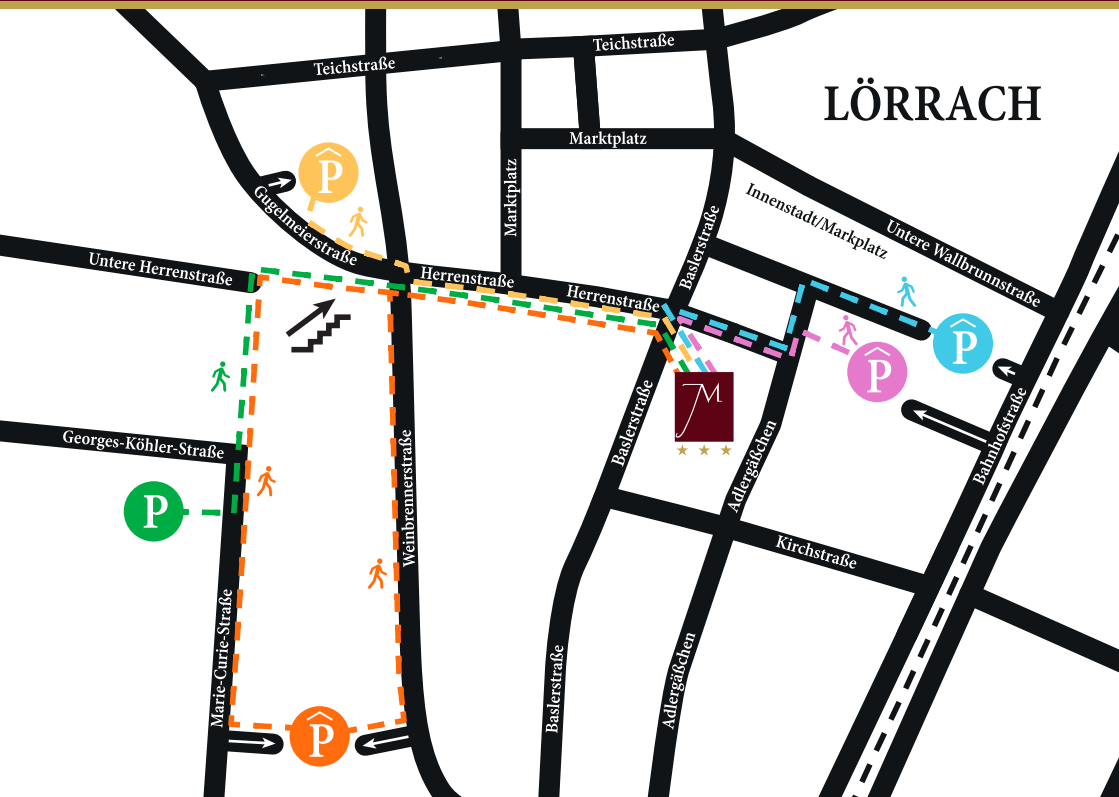 Teichstraße
Teichstraße
LÖRRACH
Marktplatz
Marktplatz
P
Gugelmeierstraße
Innenstadt/Markplatz
Untere Wallbrunnstraße
Baslerstraße
Untere Herrenstraße
Herrenstraße
Herrenstraße
P
P
JM
Baslerstraße
Georges-Köhler-Straße
Weinbrennerstraße
Adlergäßchen
Bahnhofstraße
P
Kirchstraße
Marie-Curie-Straße
Baslerstraße
Adlergäßchen
P